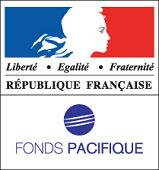 Liberté • Egalité • Fraternité
RÉPUBLIQUE FRANÇAISE
FONDS PACIFIQUE